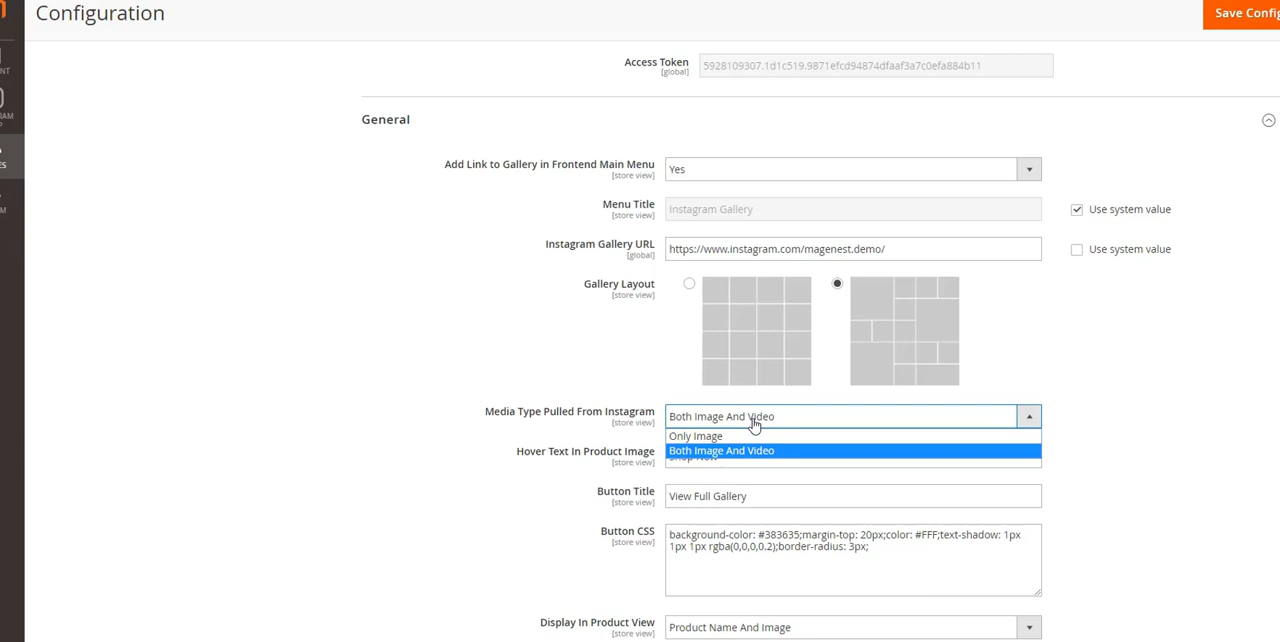 Configuration
Save Config
Access Token
[global]
5928109307.1d1c519.9871efcd94874dfaaf3a7c0efa884b11
General
Add Link to Gallery in Frontend Main Menu
[store view]
Yes
Menu Title
[store view]
Instagram Gallery
Use system value
Instagram Gallery URL
[global]
https://www.instagram.com/magenest.demo/
Use system value
Gallery Layout
[store view]
Media Type Pulled From Instagram
[store view]
Both Image And Video
Only Image
Both Image And Video
Hover Text In Product Image
[store view]
Button Title
[store view]
View Full Gallery
Button CSS
[store view]
background-color: #383635;margin-top: 20px;color: #FFF;text-shadow: 1px
1px 1px rgba(0,0,0,0.2);border-radius: 3px;
Display In Product View
[store view]
Product Name And Image